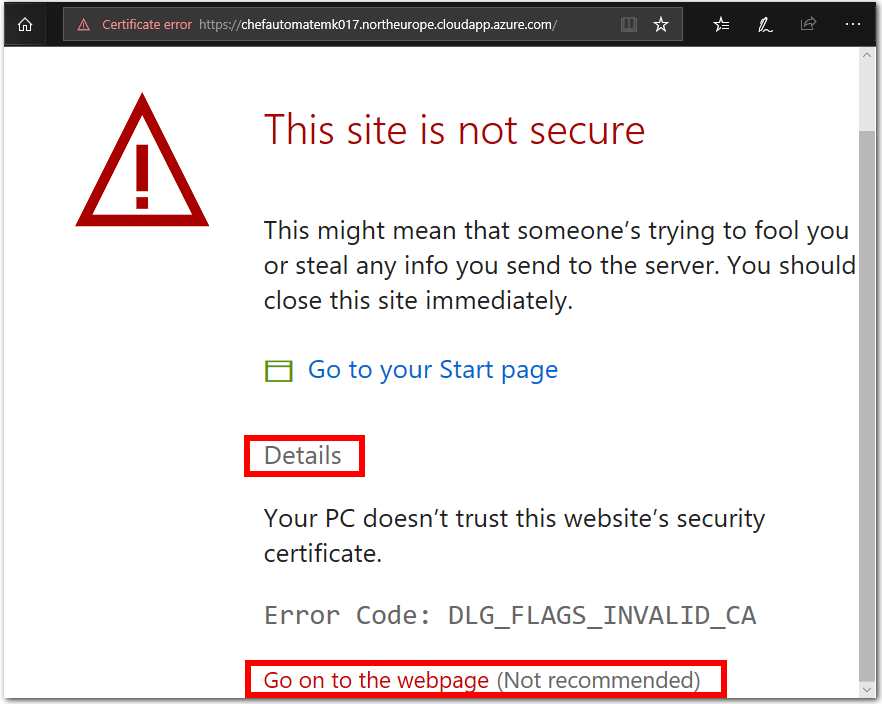 Certificate error https://chefautomatemk017.northeurope.cloudapp.azure.com/
This site is not secure
This might mean that someone’s trying to fool you
or steal any info you send to the server. You should
close this site immediately.
Go to your Start page
Details
Your PC doesn’t trust this website’s security
certificate.
Error Code: DLG_FLAGS_INVALID_CA
Go on to the webpage (Not recommended)